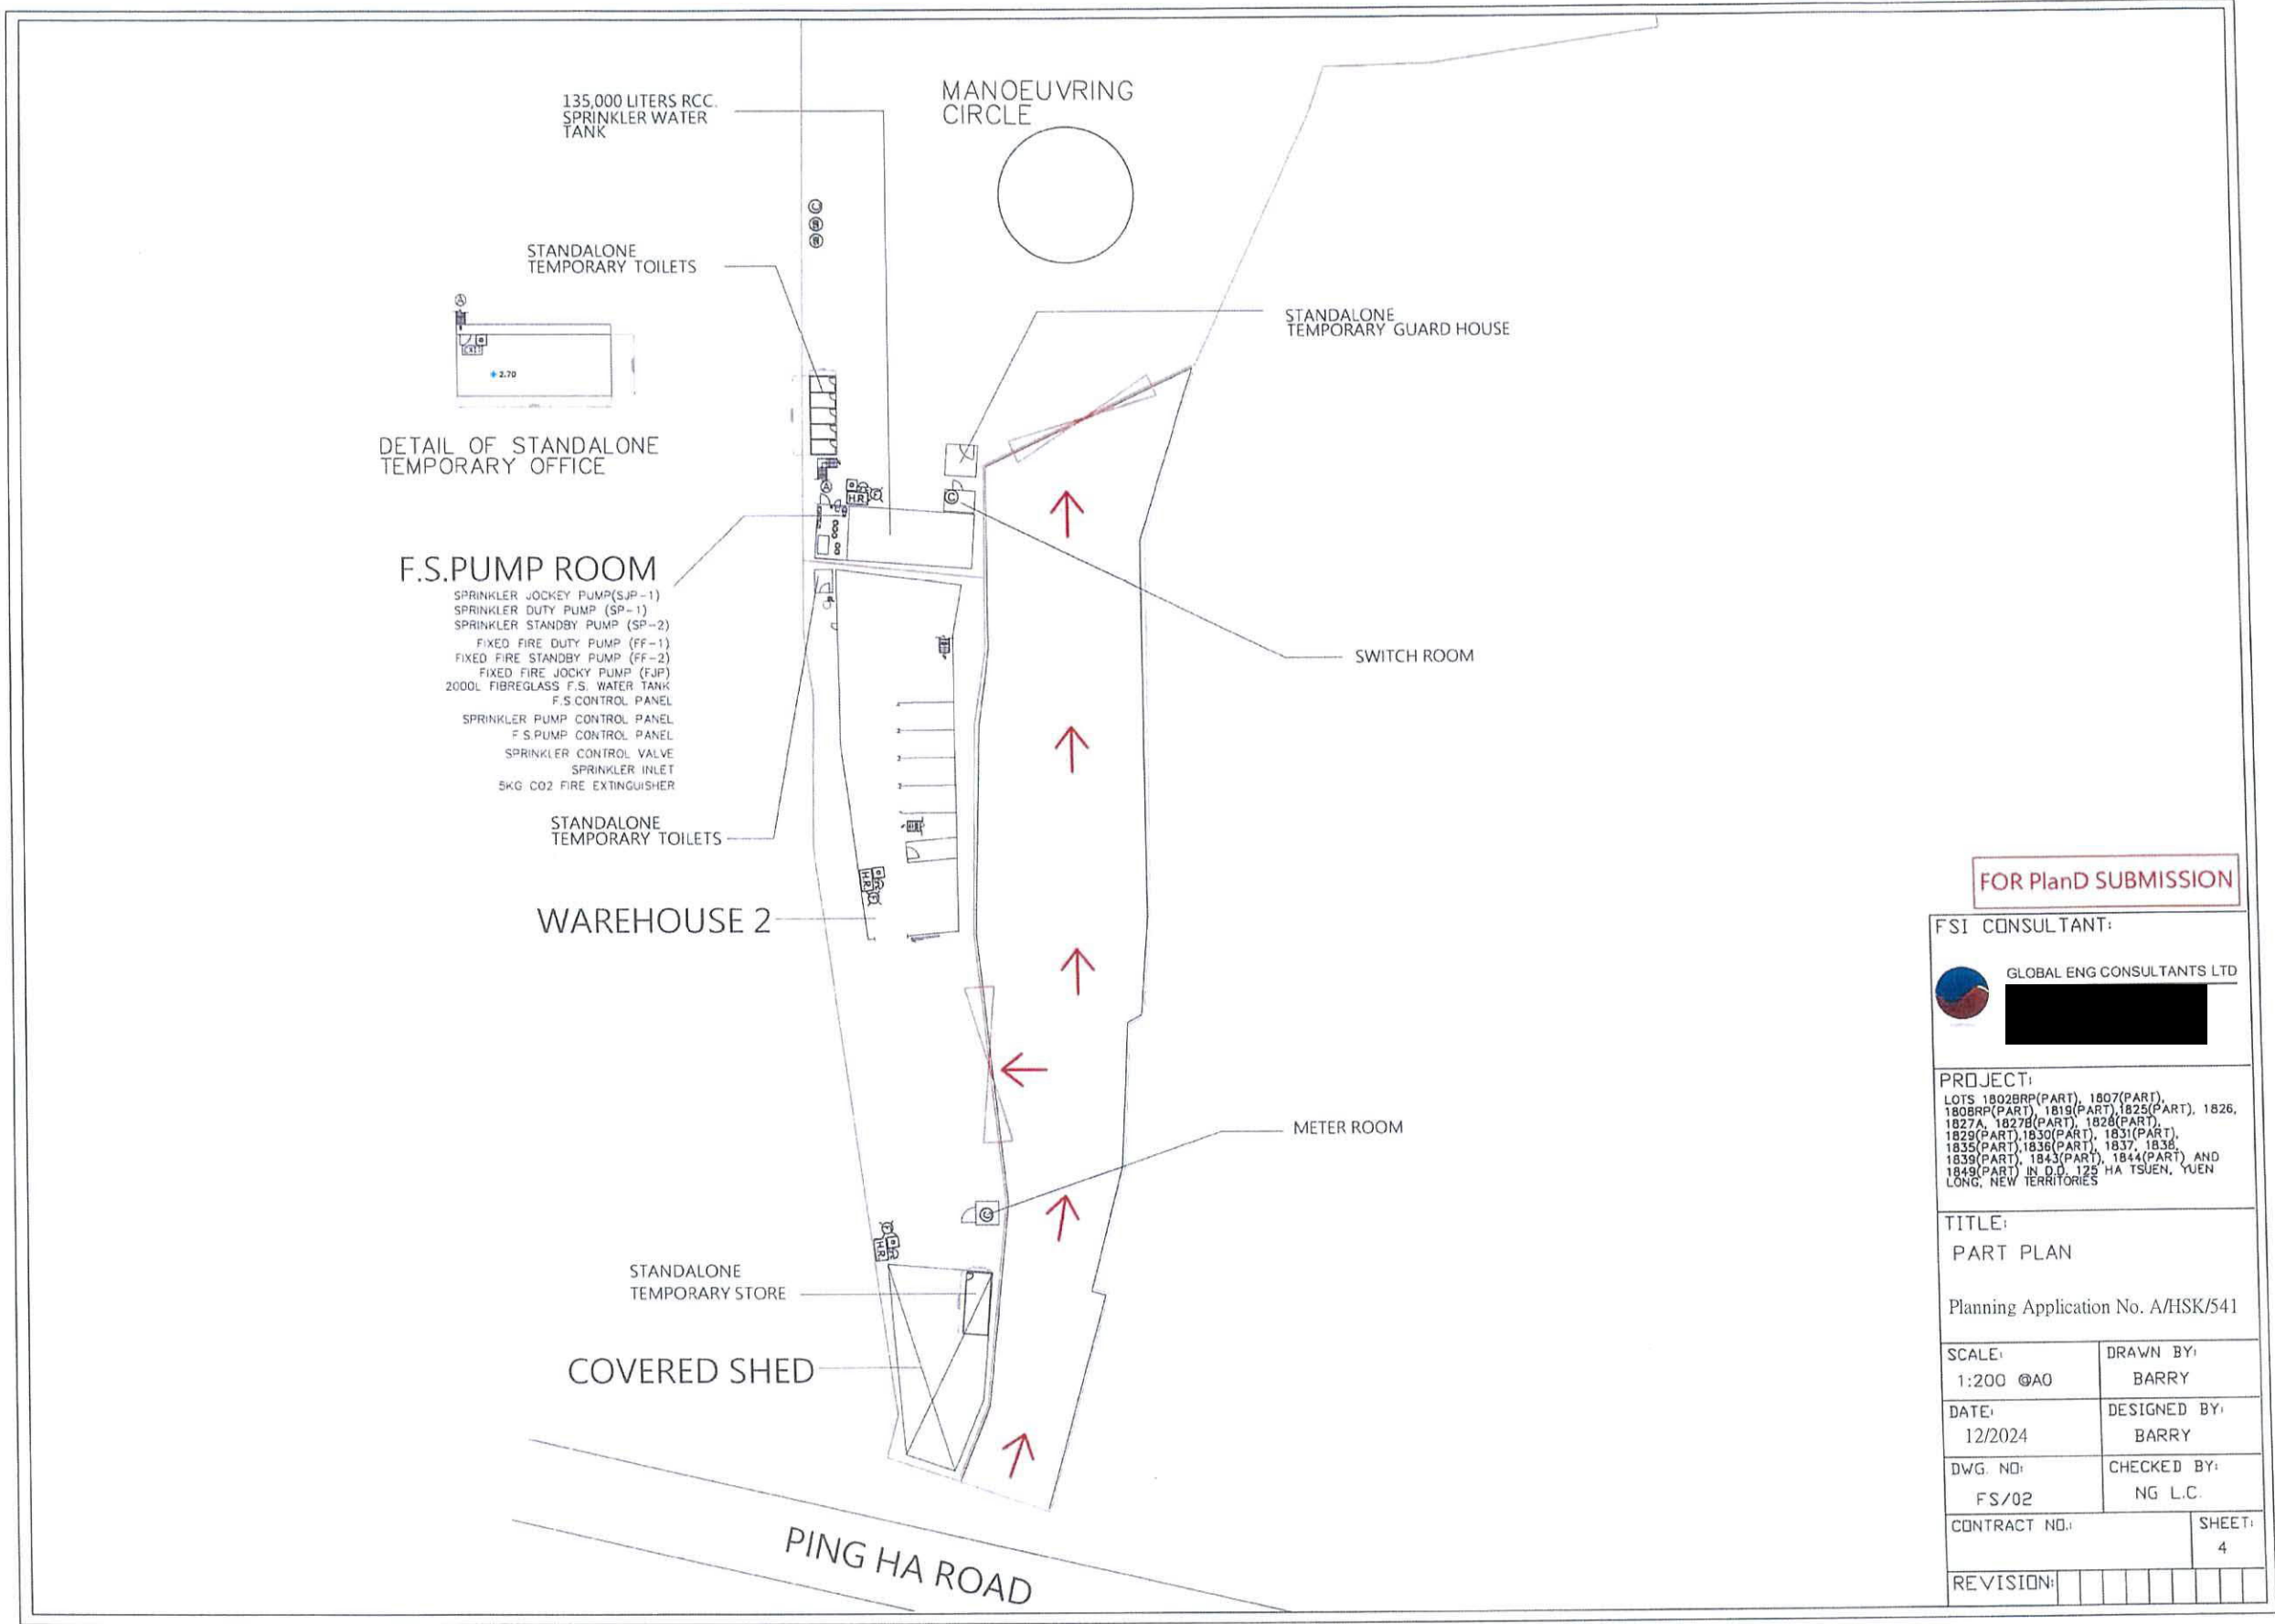 135,000 LITERS RCC.
SPRINKLER WATER
TANK
MANOEUVRING
CIRCLE
STANDALONE
TEMPORARY TOILETS
STANDALONE
TEMPORARY GUARD HOUSE
A
EXIT
+ 2.70
DETAIL OF STANDALONE
TEMPORARY OFFICE
C
A
H.R.
F
C
F.S.PUMP ROOM
SPRINKLER JOCKEY PUMP(SJP-1)
SPRINKLER DUTY PUMP (SP-1)
SPRINKLER STANDBY PUMP (SP-2)
FIXED FIRE DUTY PUMP (FF-1)
FIXED FIRE STANDBY PUMP (FF-2)
FIXED FIRE JOCKY PUMP (FJP)
2000L FIBREGLASS F.S. WATER TANK
F.S.CONTROL PANEL
SPRINKLER PUMP CONTROL PANEL
F.S.PUMP CONTROL PANEL
SPRINKLER CONTROL VALVE
SPRINKLER INLET
5KG CO2 FIRE EXTINGUISHER
SWITCH ROOM
STANDALONE
TEMPORARY TOILETS
H.R.
F
WAREHOUSE 2
METER ROOM
C
H.R.
F
STANDALONE
TEMPORARY STORE
COVERED SHED
PING HA ROAD
FOR PlanD SUBMISSION
FSI CONSULTANT:
GLOBAL ENG CONSULTANTS LTD
PROJECT:
LOTS 1802BRP(PART), 1807(PART),
1808RP(PART), 1819(PART),1825(PART), 1826,
1827A, 1827B(PART), 1828(PART),
1829(PART),1830(PART), 1831(PART),
1835(PART),1836(PART), 1837, 1838,
1839(PART), 1843(PART), 1844(PART) AND
1849(PART) IN D.D. 125 HA TSUEN, YUEN
LONG, NEW TERRITORIES
TITLE:
PART PLAN
Planning Application No. A/HSK/541
SCALE:
1:200 @A0
DRAWN BY:
BARRY
DATE:
12/2024
DESIGNED BY:
BARRY
DWG. NO:
FS/02
CHECKED BY:
NG L.C.
CONTRACT NO.:
SHEET:
4
REVISION: